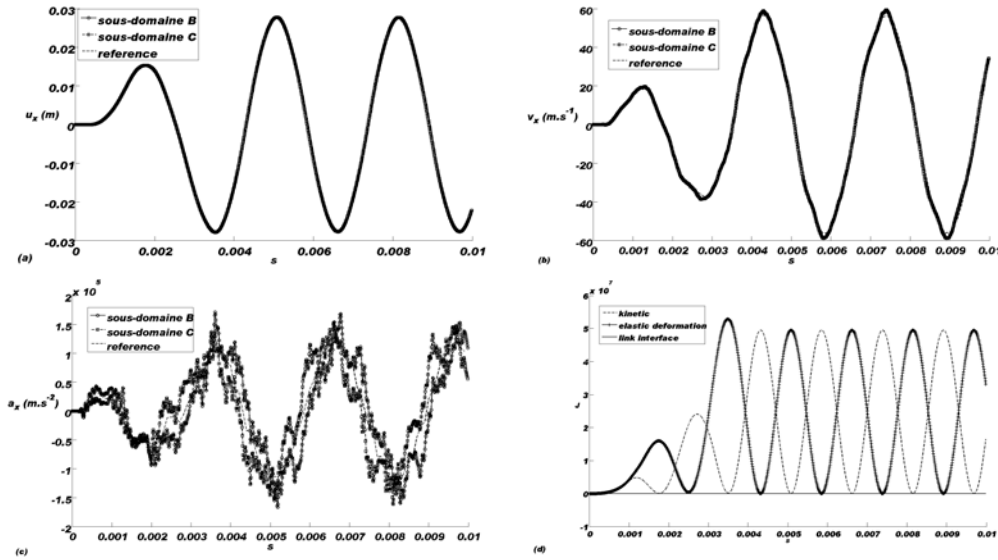 0.03
0.02
0.01
0
-0.01
-0.02
-0.03
u_x (m)
sous-domaine B
sous-domaine C
reference
0 0.002 0.004 0.006 0.008 0.01
s
(a)
60
40
20
0
-20
-40
-60
v_x (m.s^-1)
sous-domaine B
sous-domaine C
reference
0 0.001 0.002 0.003 0.004 0.005 0.006 0.007 0.008 0.009 0.01
s
(b)
x 10^5
2
1.5
1
0.5
0
-0.5
-1
-1.5
-2
a_x (m.s^-2)
sous-domaine B
sous-domaine C
reference
0 0.001 0.002 0.003 0.004 0.005 0.006 0.007 0.008 0.009 0.01
s
(c)
x 10^7
6
5
4
3
2
1
0
-1
kinetic
elastic deformation
link interface
0 0.001 0.002 0.003 0.004 0.005 0.006 0.007 0.008 0.009 0.01
(d)